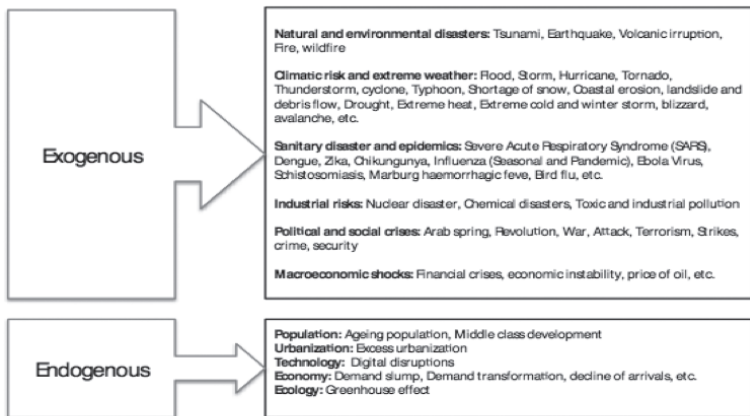 Exogenous
Natural and environmental disasters: Tsunami, Earthquake, Volcanic irruption,
Fire, wildfire
Climatic risk and extreme weather: Flood, Storm, Hurricane, Tornado,
Thunderstorm, cyclone, Typhoon, Shortage of snow, Coastal erosion, landslide and
debris flow, Drought, Extreme heat, Extreme cold and winter storm, blizzard,
avalanche, etc.
Sanitary disaster and epidemics: Severe Acute Respiratory Syndrome (SARS),
Dengue, Zika, Chikungunya, Influenza (Seasonal and Pandemic), Ebola Virus,
Schistosomiasis, Marburg haemorrhagic feve, Bird flu, etc.
Industrial risks: Nuclear disaster, Chemical disasters, Toxic and industrial pollution
Political and social crises: Arab spring, Revolution, War, Attack, Terrorism, Strikes,
crime, security
Macroeconomic shocks: Financial crises, economic instability, price of oil, etc.
Endogenous
Population: Ageing population, Middle class development
Urbanization: Excess urbanization
Technology: Digital disruptions
Economy: Demand slump, Demand transformation, decline of arrivals, etc.
Ecology: Greenhouse effect